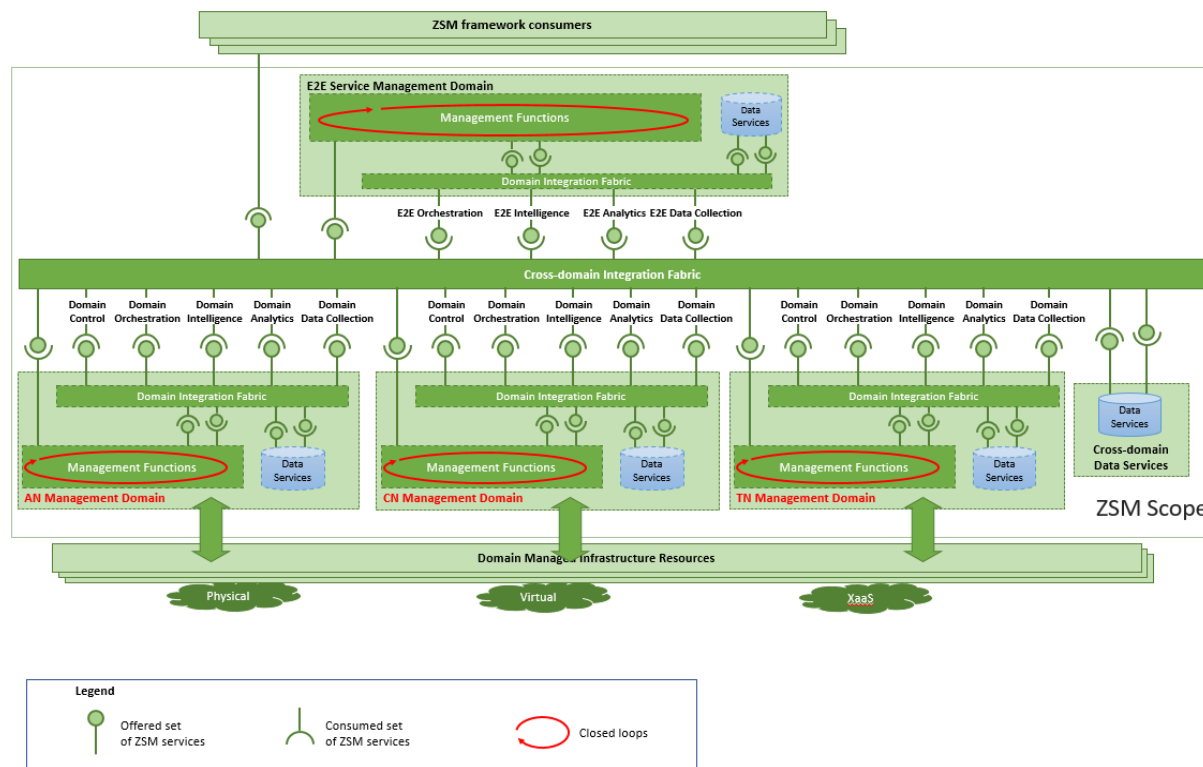 ZSM framework consumers
E2E Service Management Domain
Management Functions
Data
Services
Domain Integration Fabric
E2E Orchestration
E2E Intelligence
E2E Analytics
E2E Data Collection
Cross-domain Integration Fabric
Domain
Control
Domain
Orchestration
Domain
Intelligence
Domain
Analytics
Domain
Data Collection
Domain
Control
Domain
Orchestration
Domain
Intelligence
Domain
Analytics
Domain
Data Collection
Domain
Control
Domain
Orchestration
Domain
Intelligence
Domain
Analytics
Domain
Data Collection
Domain Integration Fabric
Management Functions
Data
Services
AN Management Domain
Domain Integration Fabric
Management Functions
Data
Services
CN Management Domain
Domain Integration Fabric
Management Functions
Data
Services
TN Management Domain
Data
Services
Cross-domain
Data Services
ZSM Scope
Domain Managed Infrastructure Resources
Physical
Virtual
XaaS
Legend
Offered set
of ZSM services
Consumed set
of ZSM services
Closed loops